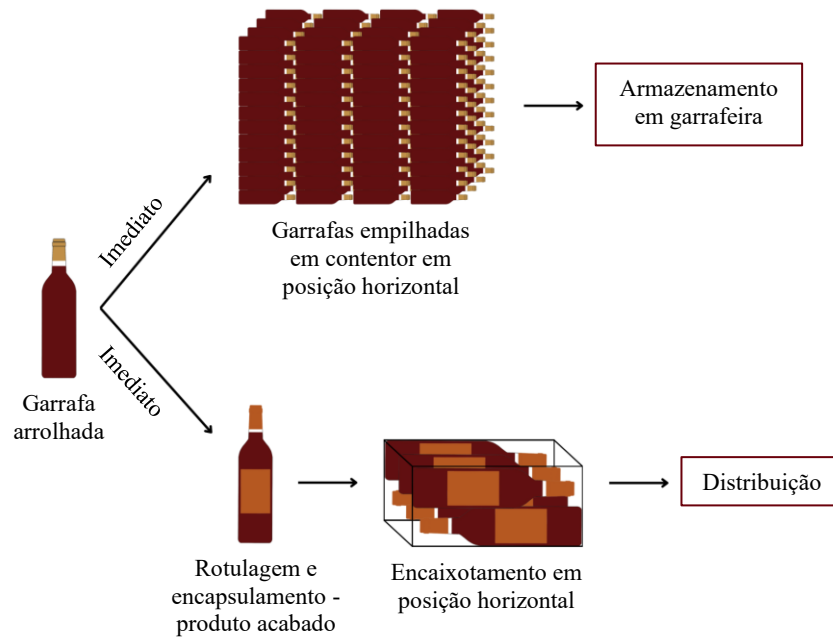 Armazenamento
em garrafeira
Imediato
Garrafas empilhadas
em contentor em
posição horizontal
Imediato
Garrafa
arrolhada
Distribuição
Rotulagem e
encapsulamento -
produto acabado
Encaixotamento em
posição horizontal